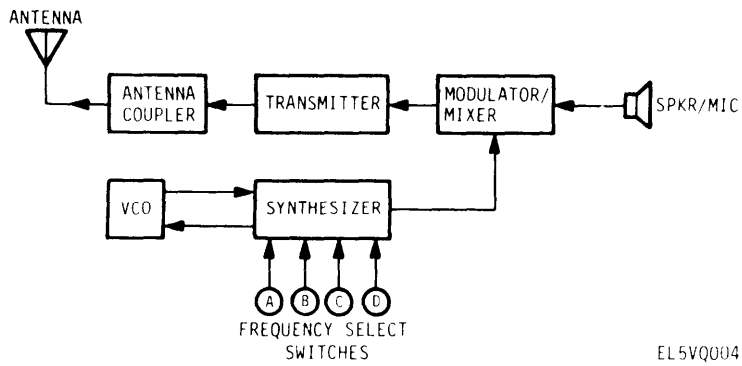 ANTENNA
ANTENNA
COUPLER
TRANSMITTER
MODULATOR/
MIXER
SPKR/MIC
VCO
SYNTHESIZER
A B C D
FREQUENCY SELECT
SWITCHES
EL5VQ004